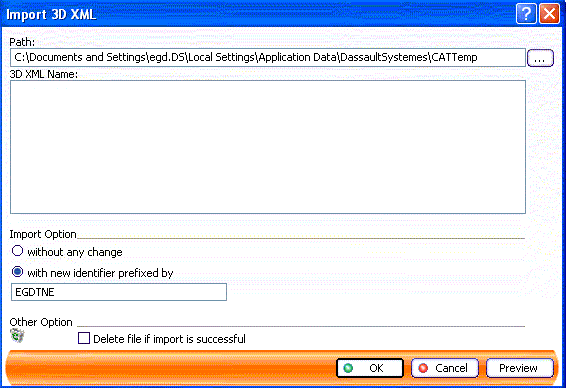 Import 3D XML
?
X
Path:
C:\Documents and Settings\egd.DS\Local Settings\Application Data\DassaultSystemes\CATTemp
...
3D XML Name:
Import Option
without any change
with new identifier prefixed by
EGDTNE
Other Option
Delete file if import is successful
OK Cancel Preview